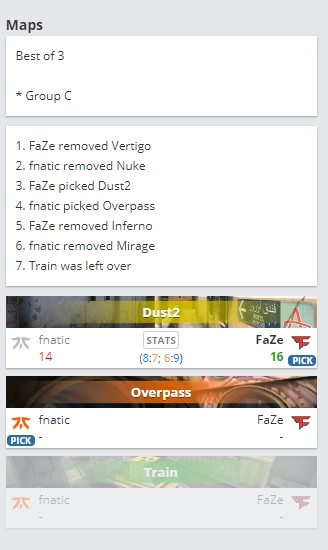 Maps
Best of 3
* Group C
1. FaZe removed Vertigo
2. fnatic removed Nuke
3. FaZe picked Dust2
4. fnatic picked Overpass
5. FaZe removed Inferno
6. fnatic removed Mirage
7. Train was left over
Dust2
fnatic STATS FaZe
14 (8:7; 6:9) 16 PICK
Overpass
fnatic FaZe
PICK - -
Train
fnatic FaZe
- -